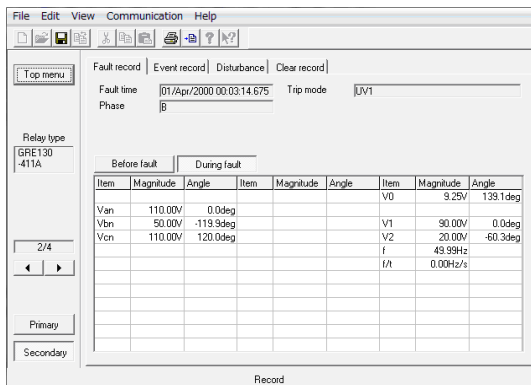 File Edit View Communication Help
Top menu
Relay type
GRE130
-411A
2/4
Primary
Secondary
Fault record Event record Disturbance Clear record
Fault time 01/Apr/2000 00:03:14.675 Trip mode UV1
Phase B
Before fault During fault
Item Magnitude Angle Item Magnitude Angle Item Magnitude Angle
V0 9.25V 139.1deg
Van 110.00V 0.0deg
Vbn 50.00V -119.9deg V1 90.00V 0.0deg
Vcn 110.00V 120.0deg V2 20.00V -60.3deg
f 49.99Hz
f/t 0.00Hz/s
Record